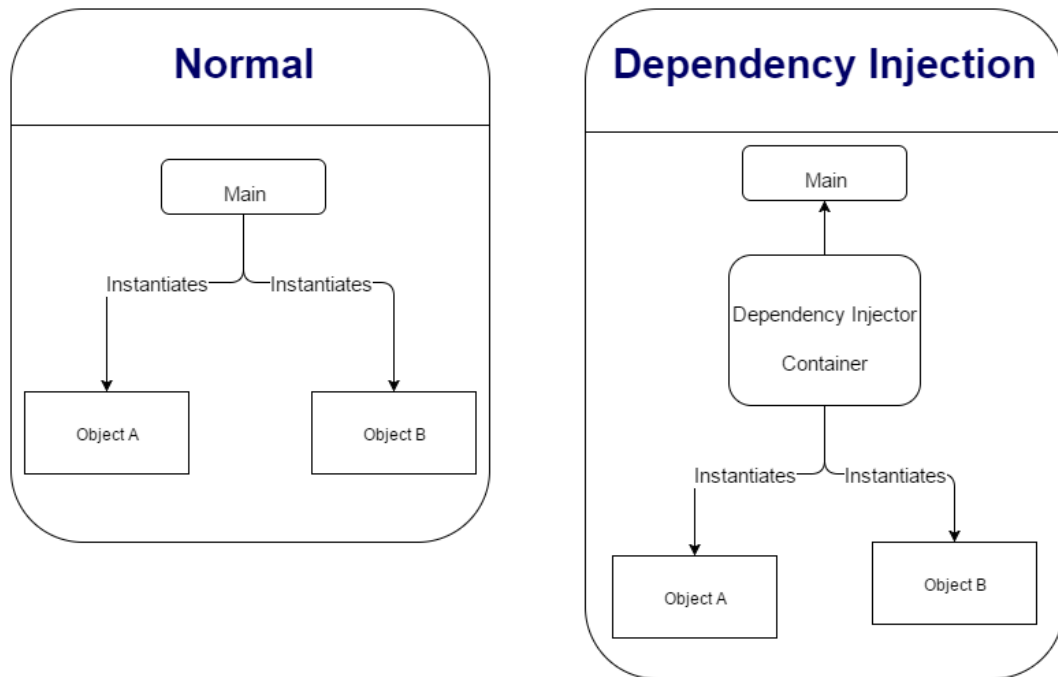 Normal
Main
Instantiates
Instantiates
Object A
Object B
Dependency Injection
Main
Dependency Injector
Container
Instantiates
Instantiates
Object A
Object B